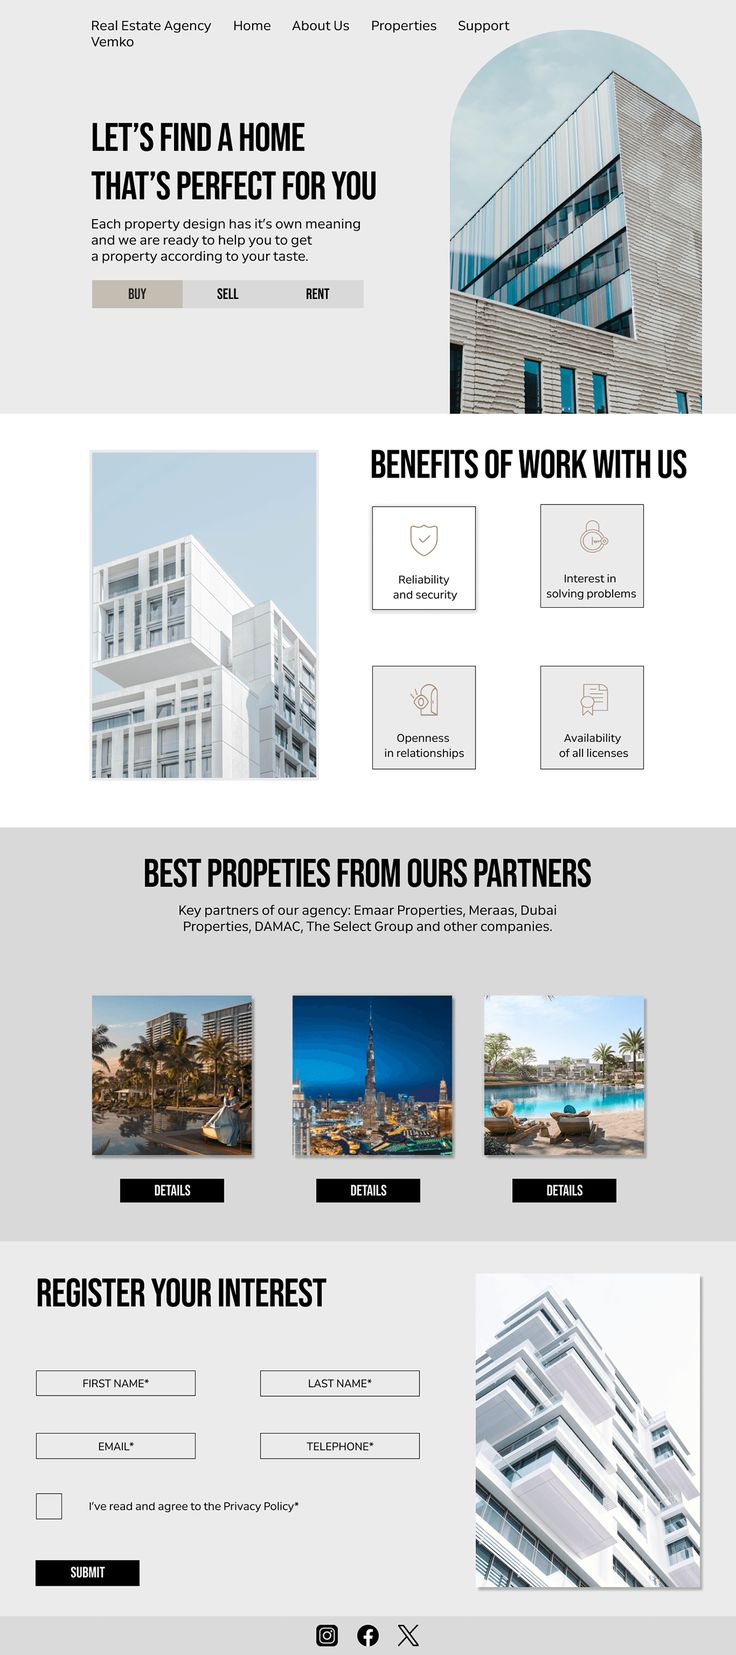 Real Estate Agency Home About Us Properties Support
Vemko
LET'S FIND A HOME
THAT'S PERFECT FOR YOU
Each property design has it's own meaning
and we are ready to help you to get
a property according to your taste.
BUY SELL RENT
BENEFITS OF WORK WITH US
Reliability
and security
Interest in
solving problems
Openness
in relationships
Availability
of all licenses
BEST PROPETIES FROM OURS PARTNERS
Key partners of our agency: Emaar Properties, Meraas, Dubai
Properties, DAMAC, The Select Group and other companies.
DETAILS DETAILS DETAILS
REGISTER YOUR INTEREST
FIRST NAME* LAST NAME*
EMAIL* TELEPHONE*
I've read and agree to the Privacy Policy*
SUBMIT